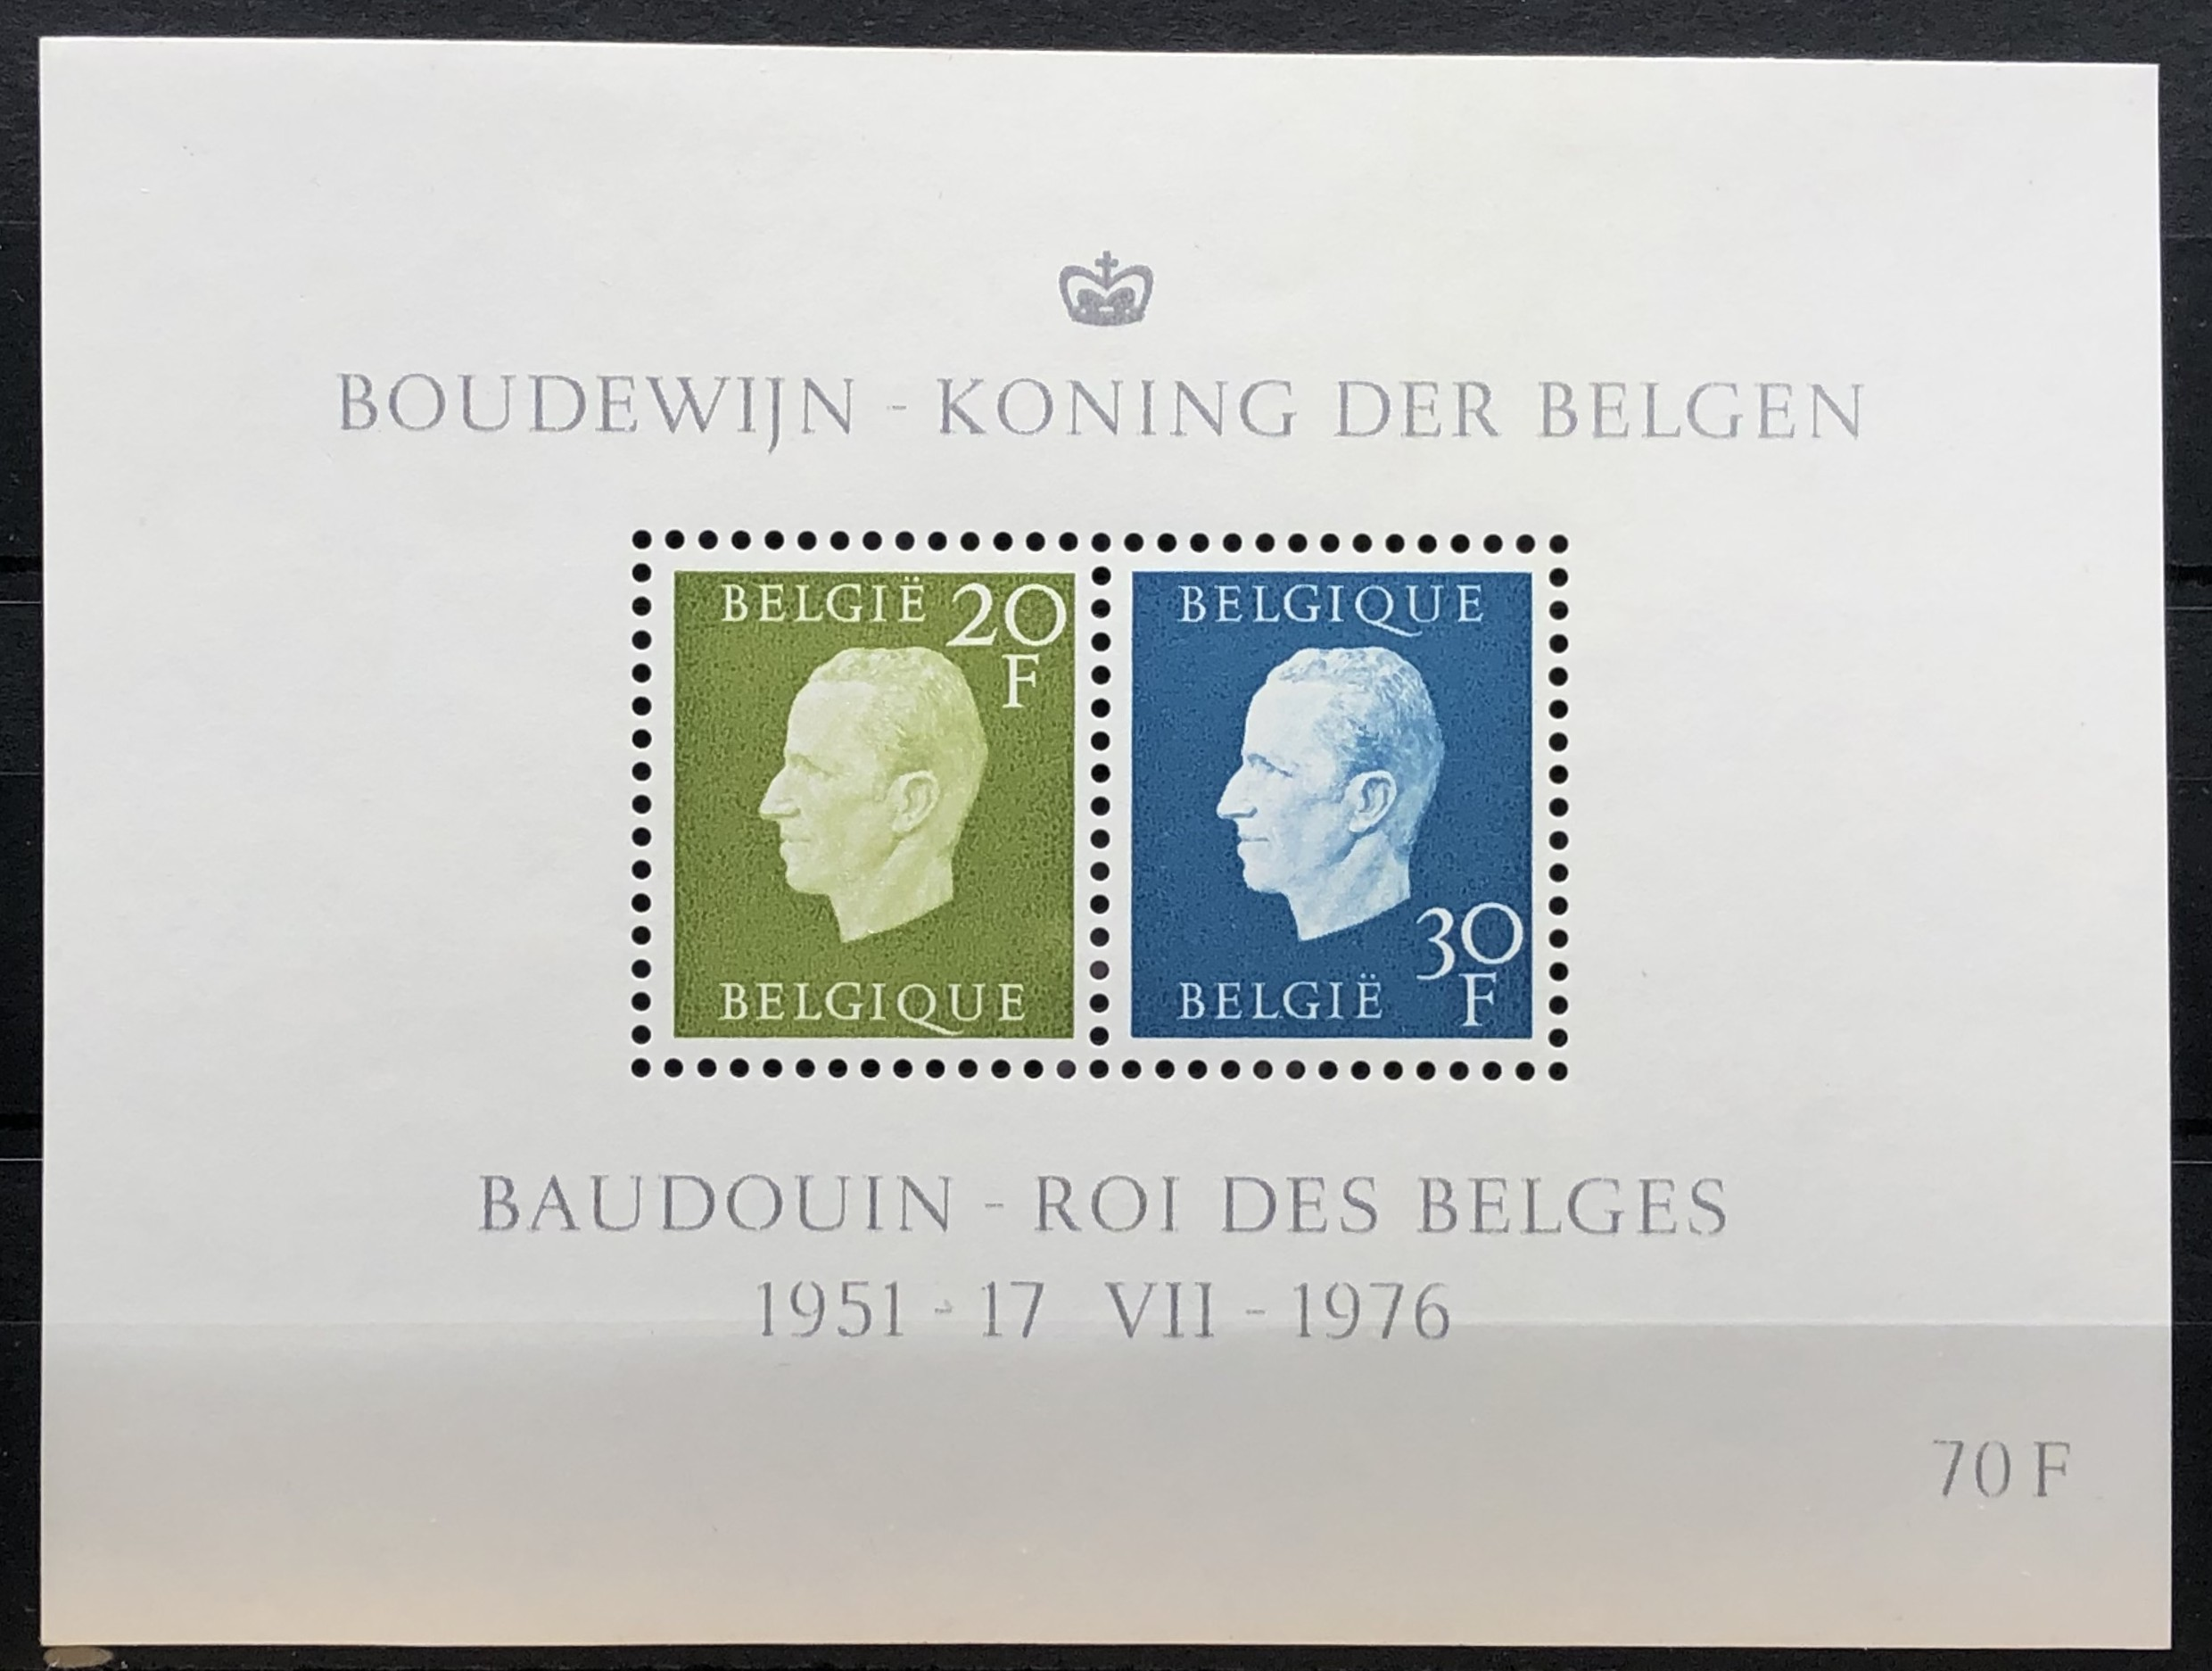 BOUDEWIJN - KONING DER BELGEN
BELGIË 20
F
BELGIQUE
BELGIQUE
30
BELGIË F
BAUDOUIN - ROI DES BELGES
1951 - 17 VII - 1976
70 F